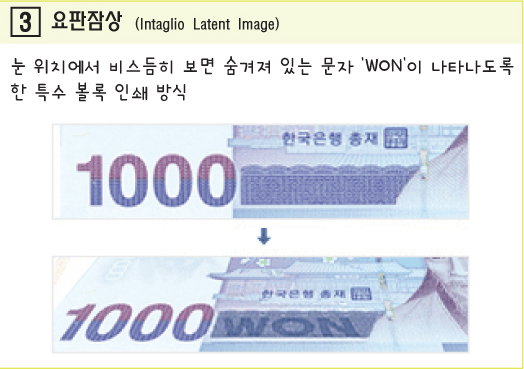 3 요판잠상 (Intaglio Latent Image)
눈 위치에서 비스듬히 보면 숨겨져 있는 문자 'WON'이 나타나도록
한 특수 볼록 인쇄 방식
한국은행 총재
1000
한국은행 총재
1000 WON